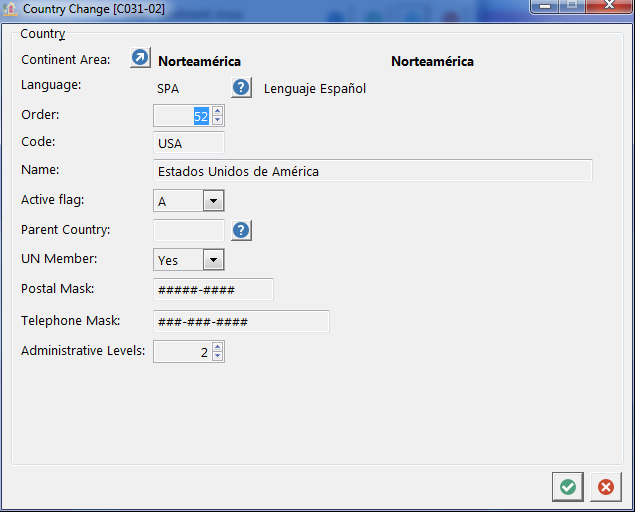 Country Change [C031-02]
Country
Continent Area: Norteamérica Norteamérica
Language: SPA Lenguaje Español
Order: 52
Code: USA
Name: Estados Unidos de América
Active flag: A
Parent Country:
UN Member: Yes
Postal Mask: #####-####
Telephone Mask: ###-###-####
Administrative Levels: 2